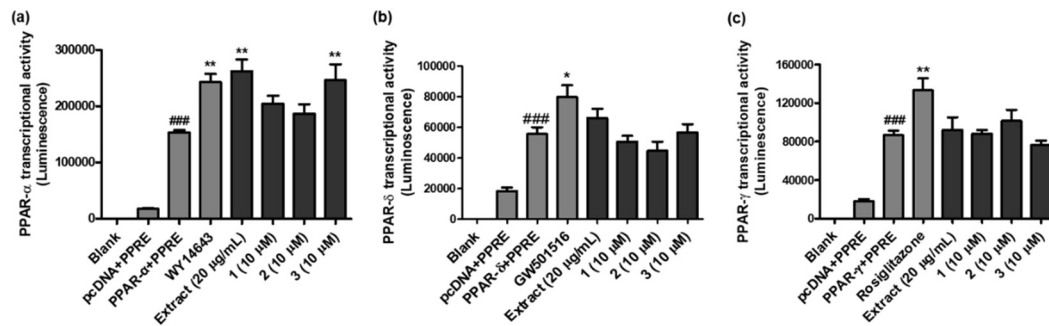 (a)
PPAR-α transcriptional activity
(Luminescence)
300000
200000
100000
0
###
**
**
**
Blank
pcDNA+PPRE
PPAR-α+PPRE
WY14643
Extract (20 µg/mL)
1 (10 µM)
2 (10 µM)
3 (10 µM)
(b)
PPAR-δ transcriptional activity
(Luminoscence)
100000
80000
60000
40000
20000
0
###
*
Blank
pcDNA+PPRE
PPAR-δ+PPRE
GW501516
Extract (20 µg/mL)
1 (10 µM)
2 (10 µM)
3 (10 µM)
(c)
PPAR-γ transcriptional activity
(Luminescence)
160000
120000
80000
40000
0
###
**
Blank
pcDNA+PPRE
PPAR-γ+PPRE
Rosiglitazone
Extract (20 µg/mL)
1 (10 µM)
2 (10 µM)
3 (10 µM)